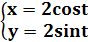 x = 2cost
y = 2sint